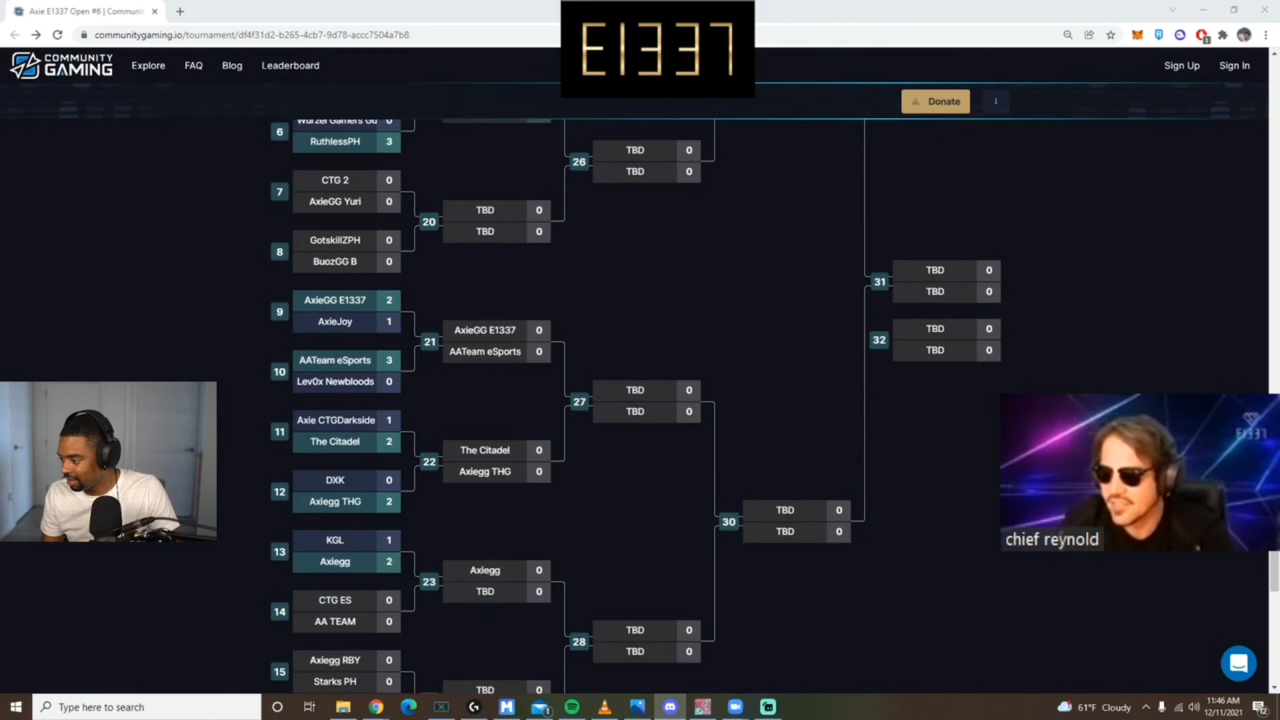 Axie E1337 Open #6 | Communi
communitygaming.io/tournament/df4f31d2-b265-4cb7-9d78-accc7504a7b8
E1337
COMMUNITY
GAMING
Explore
FAQ
Blog
Leaderboard
Sign Up
Sign In
Donate
6
Wurzel Gamers Gu 0
RuthlessPH 3
26
TBD 0
TBD 0
7
CTG 2 0
AxieGG Yuri 0
20
TBD 0
TBD 0
8
GotskillZPH 0
BuozGG B 0
9
AxieGG E1337 2
AxieJoy 1
21
AxieGG E1337 0
AATeam eSports 0
31
TBD 0
TBD 0
32
TBD 0
TBD 0
10
AATeam eSports 3
Lev0x Newbloods 0
27
TBD 0
TBD 0
11
Axie CTGDarkside 1
The Citadel 2
22
The Citadel 0
Axiegg THG 0
12
DXK 0
Axiegg THG 2
30
TBD 0
TBD 0
13
KGL 1
Axiegg 2
23
Axiegg 0
TBD 0
14
CTG ES 0
AA TEAM 0
28
TBD 0
TBD 0
15
Axiegg RBY 0
Starks PH 0
TBD 0
E1337
chief reynold
Type here to search
61°F Cloudy
11:46 AM
12/11/2021
12